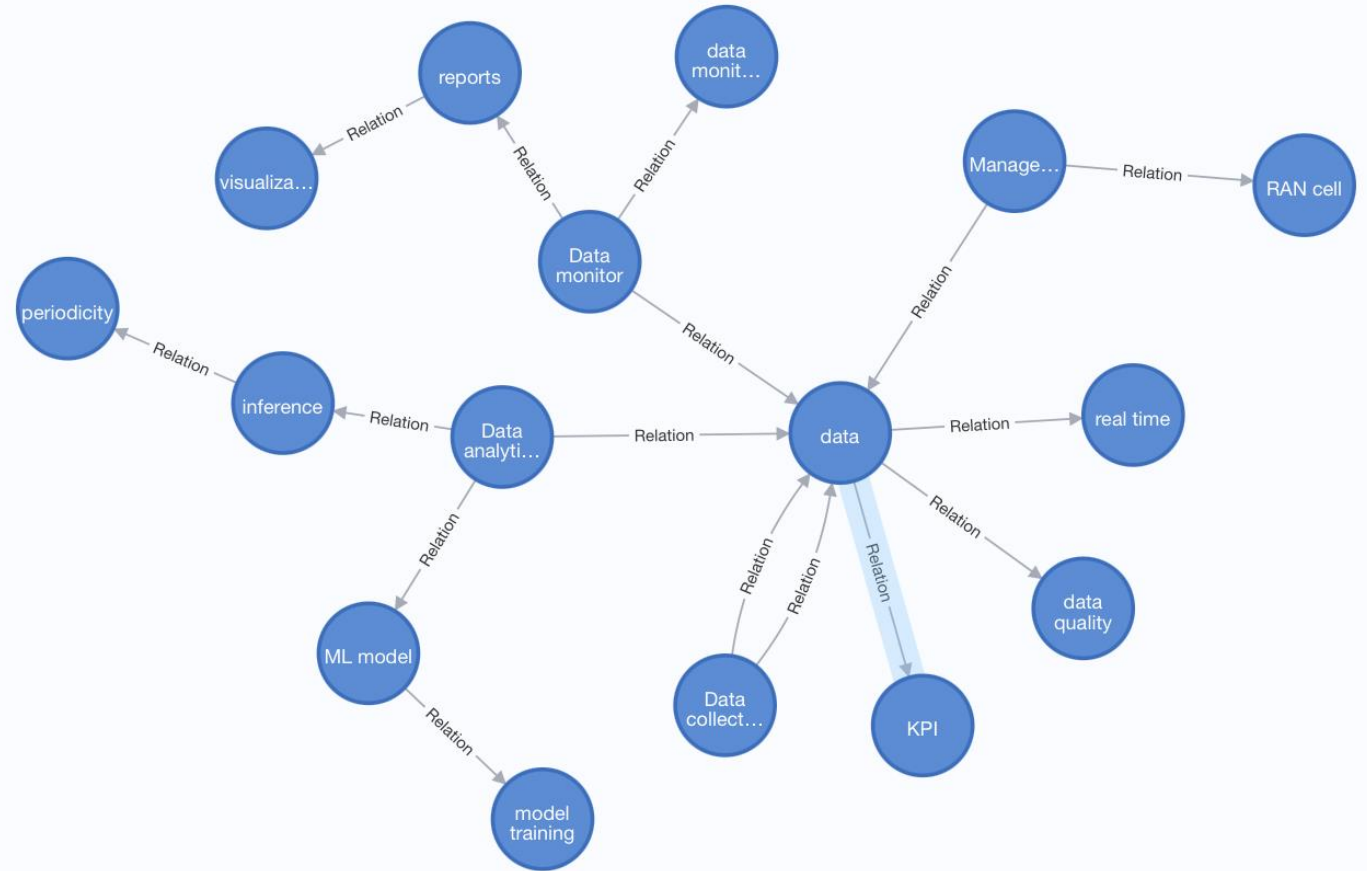 data
monit...
reports
Relation
visualiza...
Relation
Relation
Manage...
Relation
RAN cell
Data
monitor
Relation
Relation
periodicity
Relation
inference
Relation
Data
analyti...
Relation
data
Relation
real time
Relation
Relation
Relation
Relation
Relation
data
quality
ML model
Relation
Data
collect...
KPI
model
training